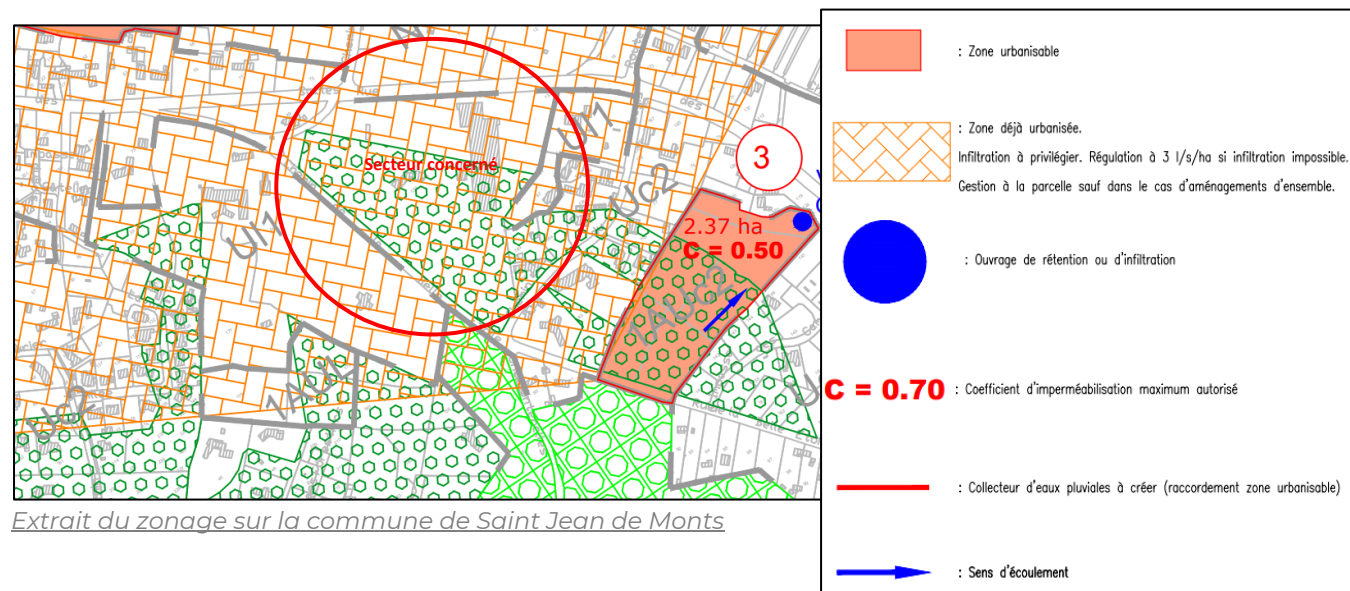 Secteur concerné
UI1
UI1
UC2
3
2.37 ha
C = 0.50
1AUC2
1AUL
Extrait du zonage sur la commune de Saint Jean de Monts
: Zone urbanisable
: Zone déjà urbanisée.
Infiltration à privilégier. Régulation à 3 l/s/ha si infiltration impossible.
Gestion à la parcelle sauf dans le cas d'aménagements d'ensemble.
: Ouvrage de rétention ou d'infiltration
C = 0.70 : Coefficient d'imperméabilisation maximum autorisé
: Collecteur d'eaux pluviales à créer (raccordement zone urbanisable)
: Sens d'écoulement